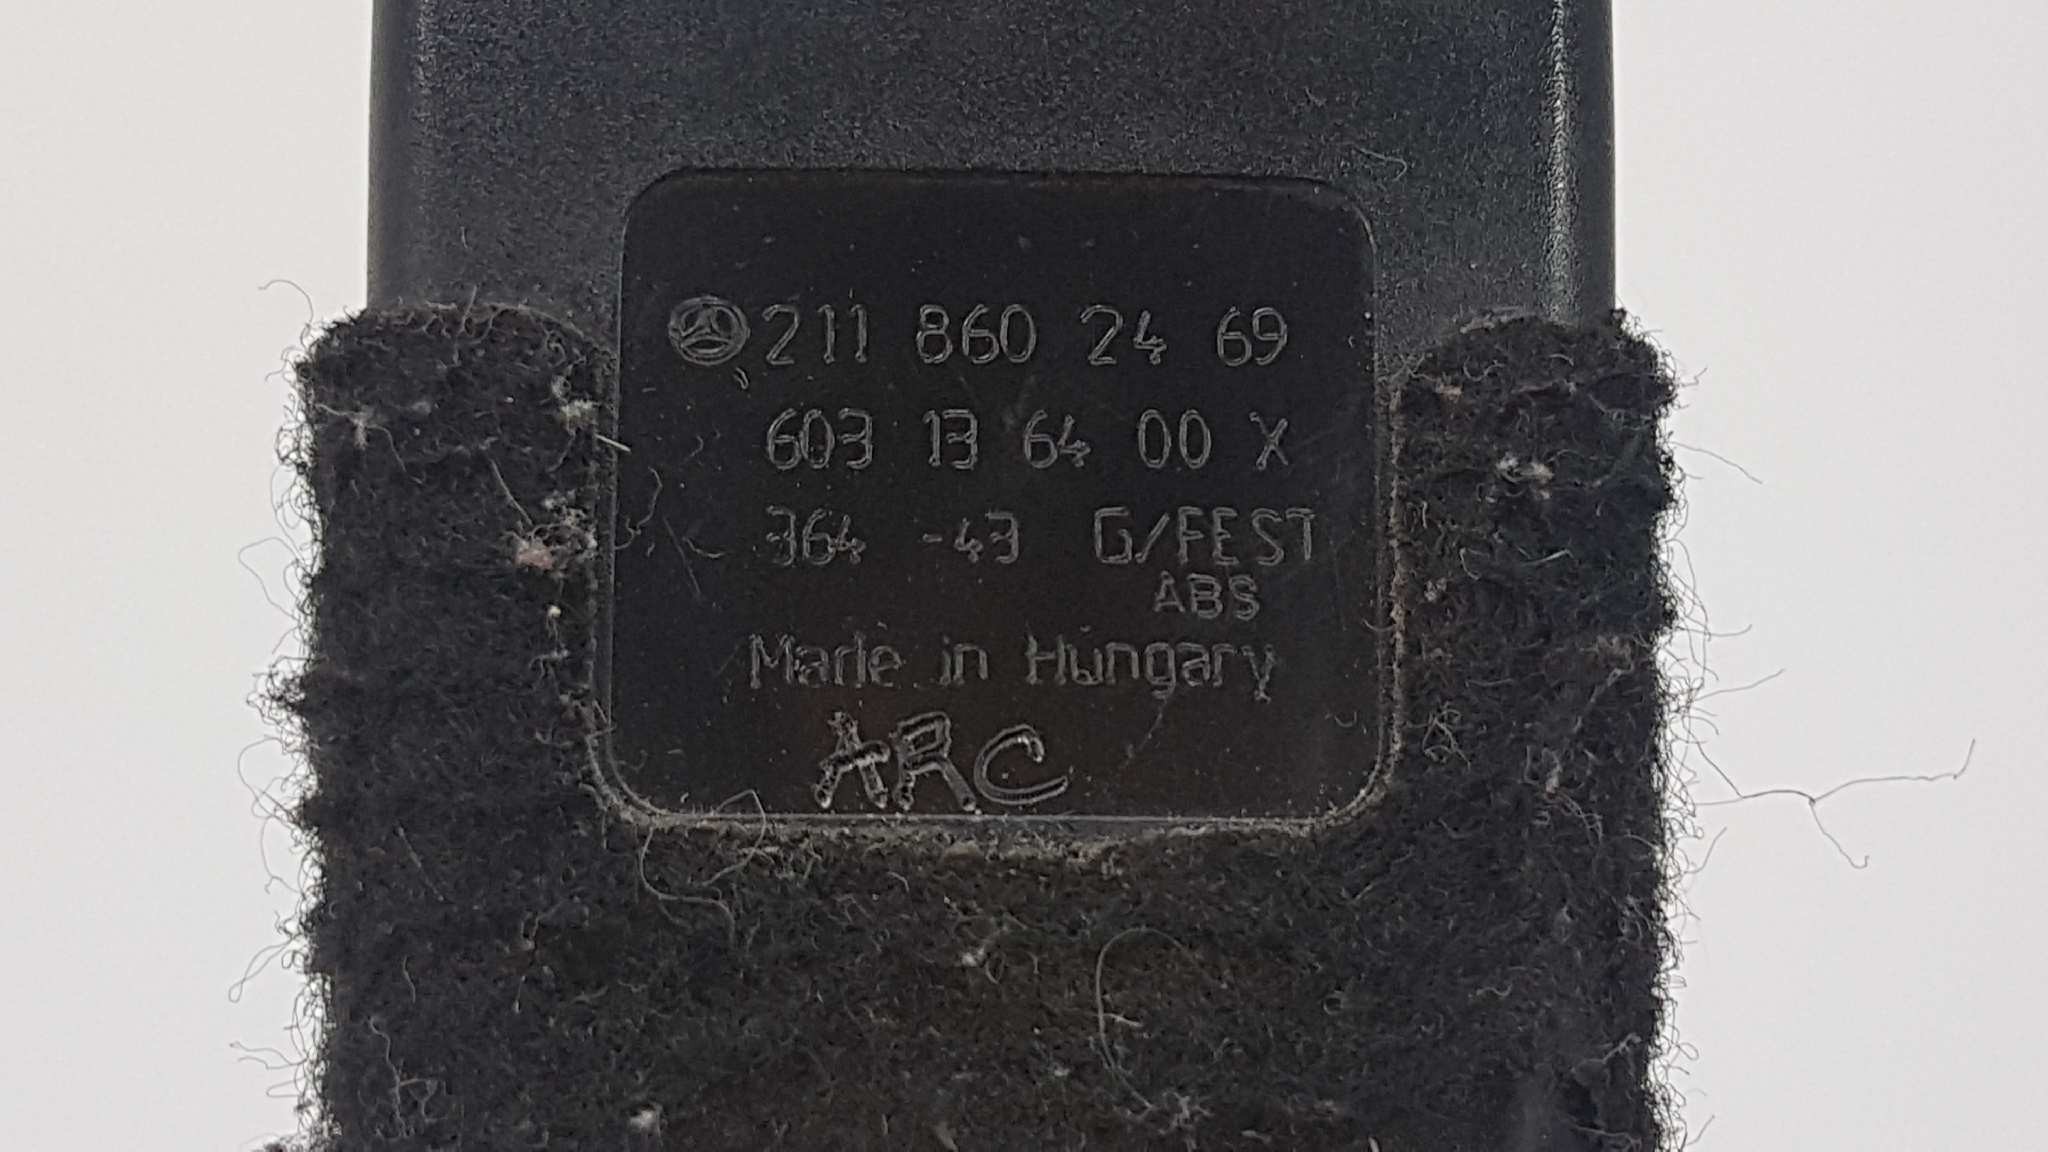 211 860 24 69
603 13 64 00 X
364 -43 G/FEST
ABS
Made in Hungary
ARC